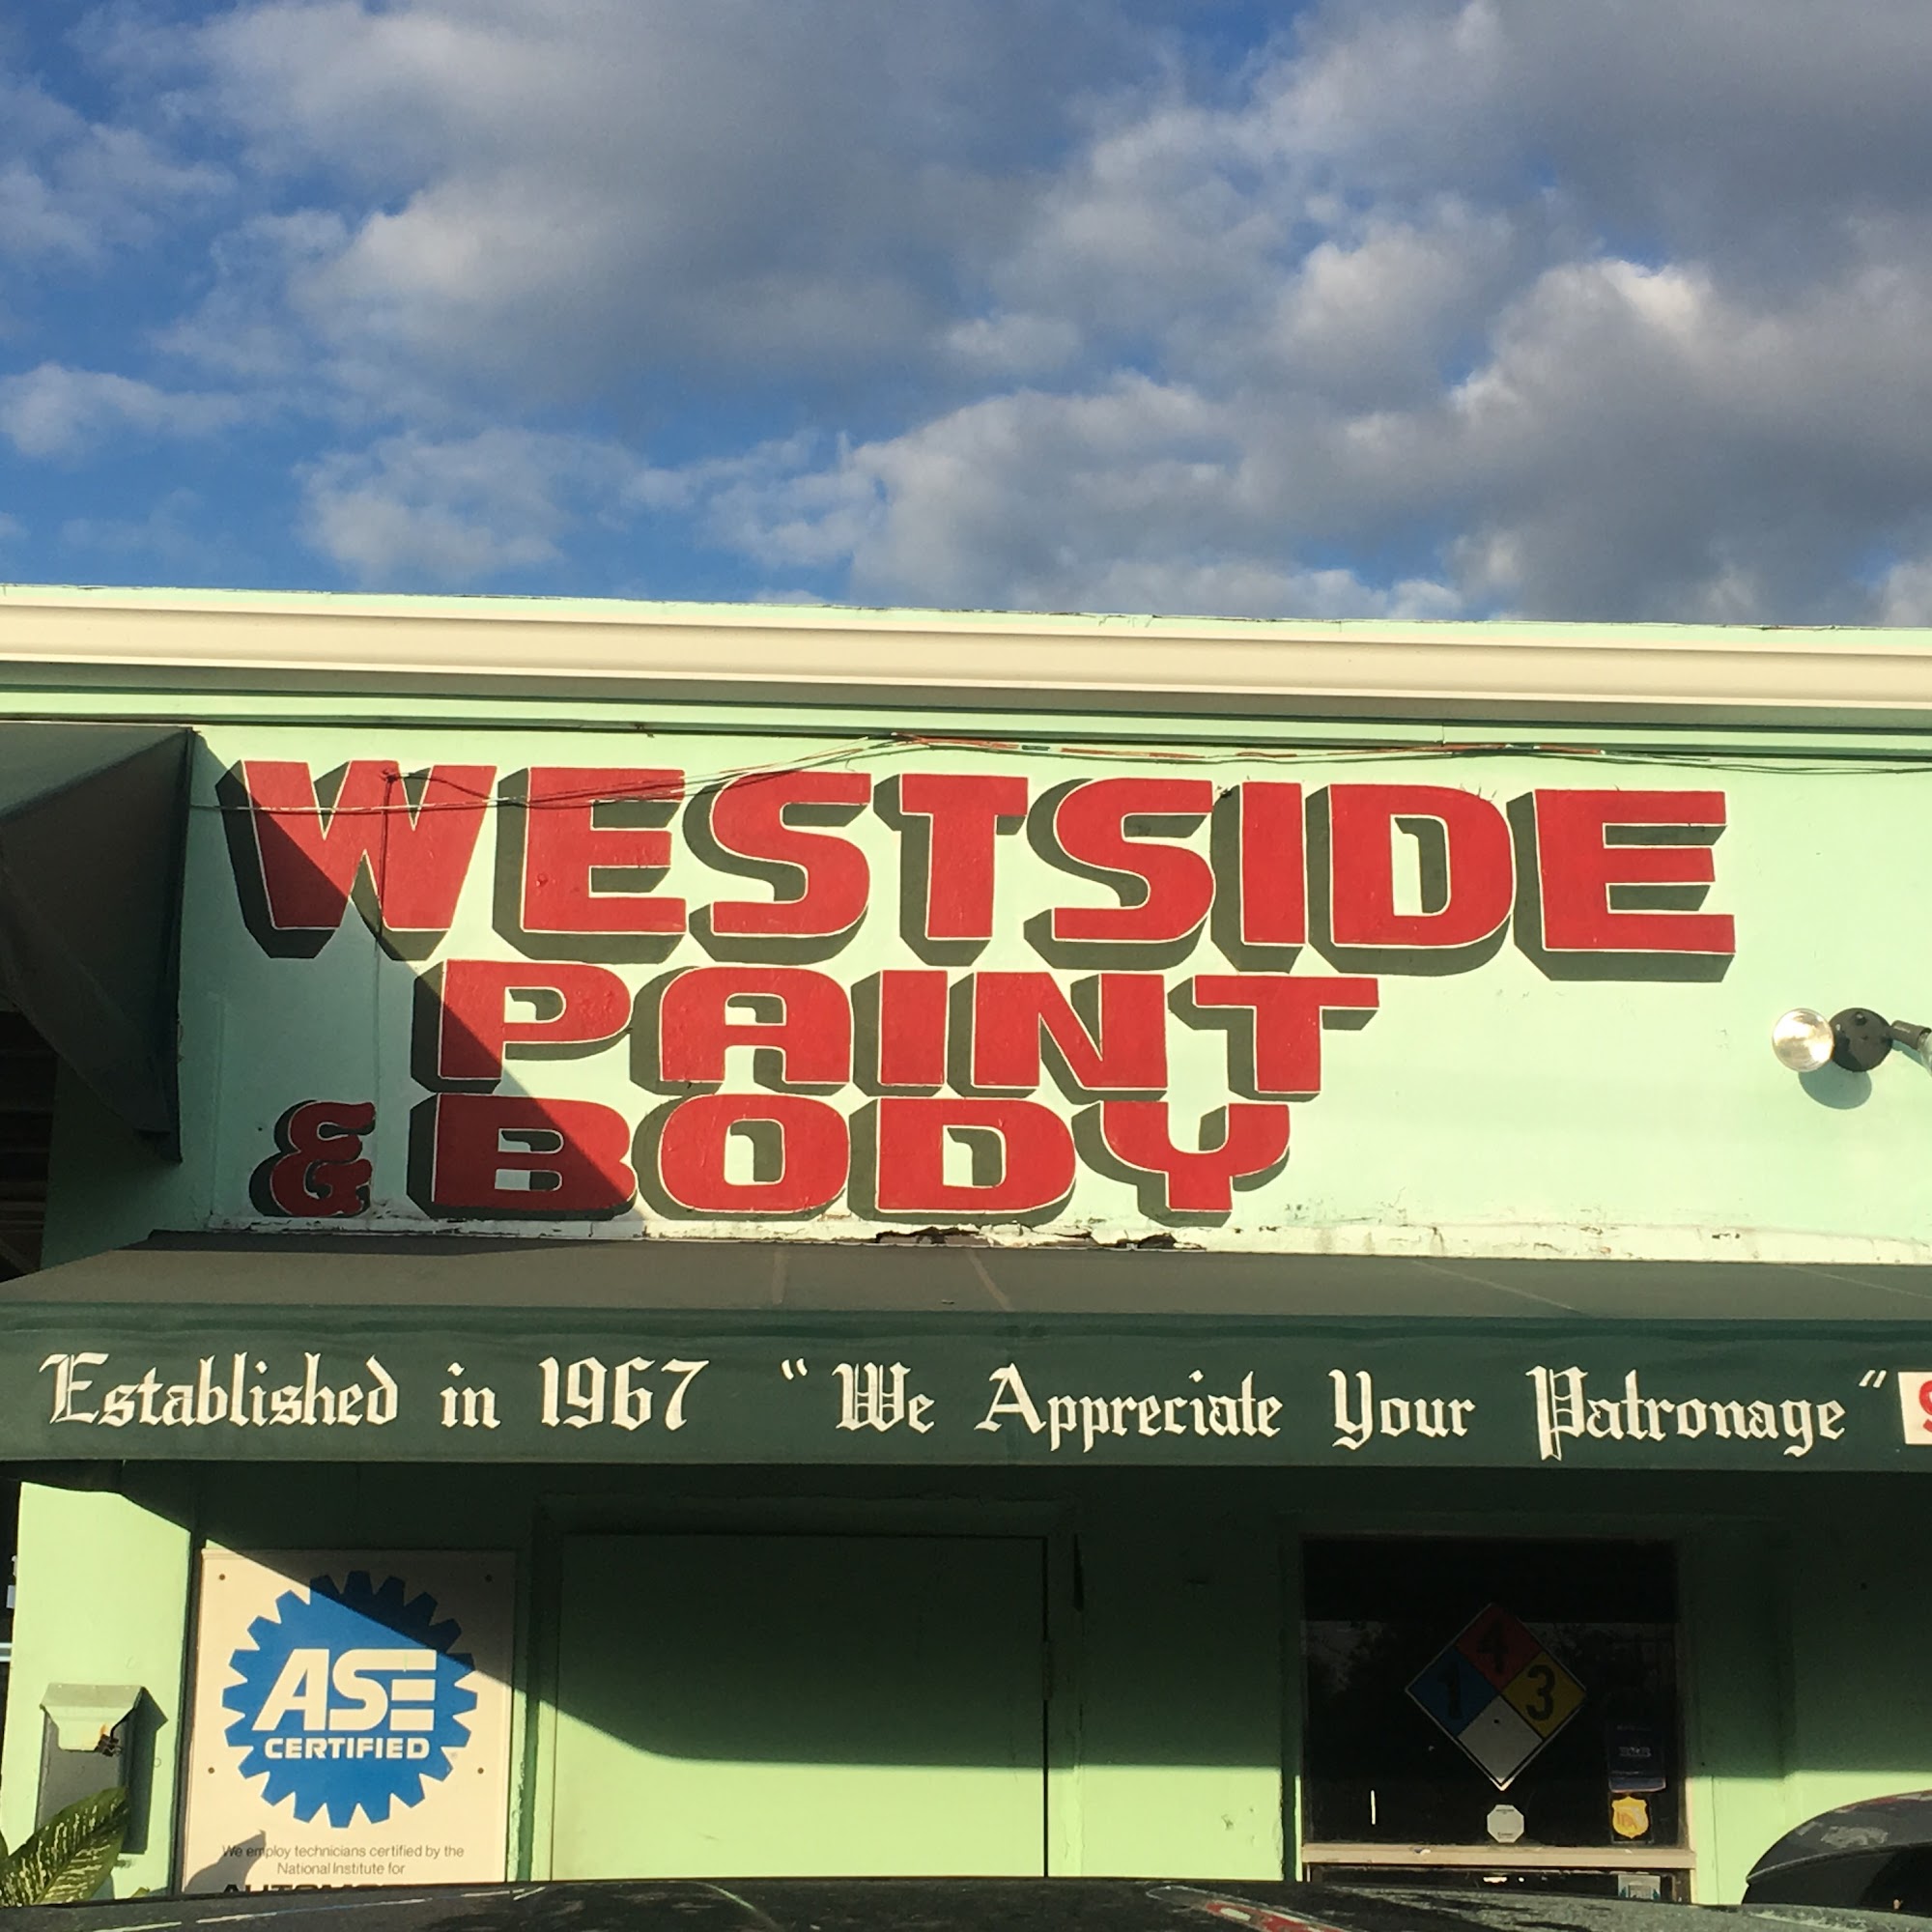 WESTSIDE
PAINT
& BODY
Established in 1967 "We Appreciate Your Patronage"
ASE
CERTIFIED
We employ technicians certified by the
National Institute for
4
1 3